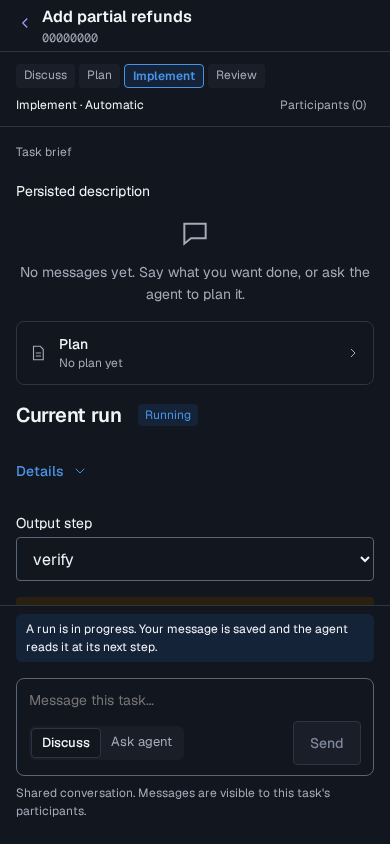 Add partial refunds
00000000
Discuss
Plan
Implement
Review
Implement · Automatic
Participants (0)
Task brief
Persisted description
No messages yet. Say what you want done, or ask the
agent to plan it.
Plan
No plan yet
Current run
Running
Details
Output step
verify
A run is in progress. Your message is saved and the agent
reads it at its next step.
Message this task...
Discuss
Ask agent
Send
Shared conversation. Messages are visible to this task's
participants.